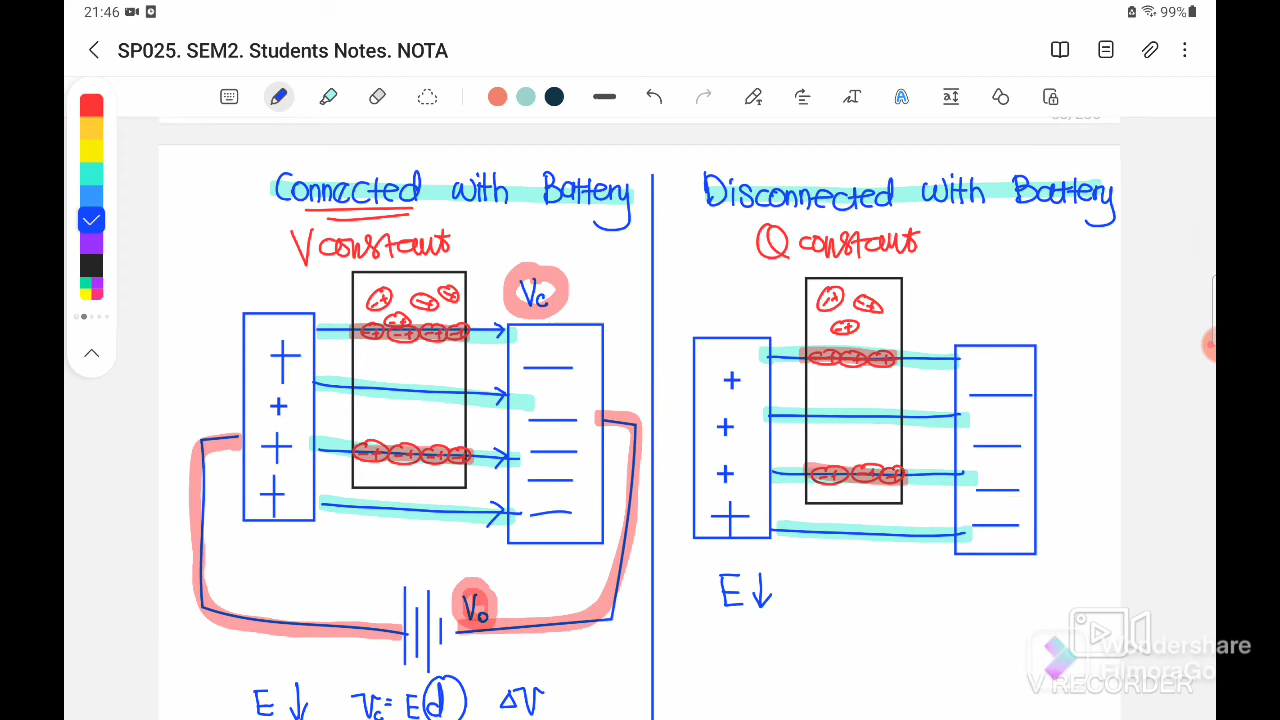 21:46
99%
SP025. SEM2. Students Notes. NOTA
Connected with Battery
V constant
Vc
Vo
E ↓ Vc = Ed ΔV
Disconnected with Battery
Q constant
E ↓
Wondershare
FilmoraGo
V RECORDER